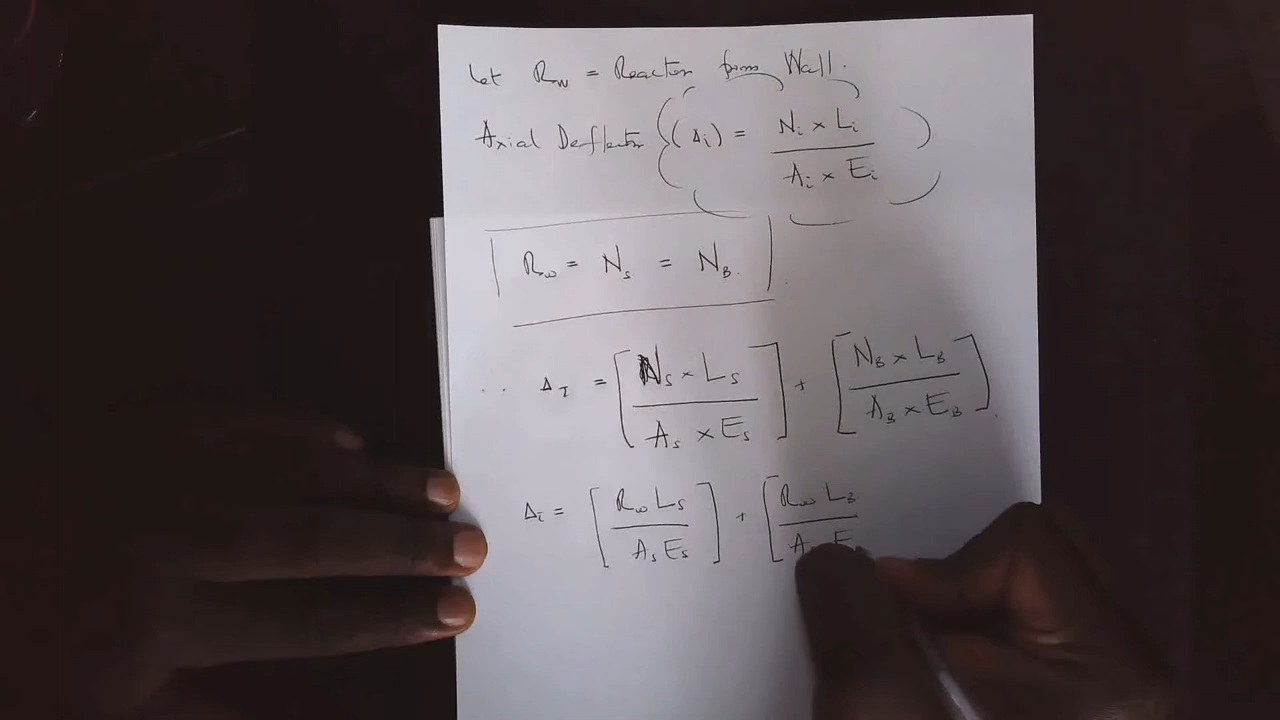 Let Rw = Reaction from Wall.
Axial Deflection (Δi) = Ni × Li / Ai × Ei
Rw = Ns = NB.
∴ ΔT = [Ns × Ls / As × Es] + [NB × LB / AB × EB]
Δi = [Rw Ls / As Es] + [Rw LB / A E